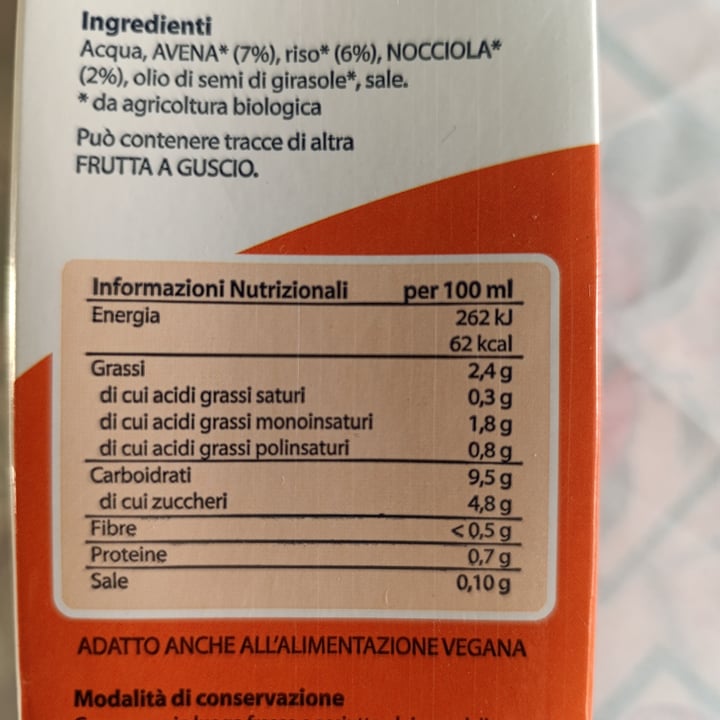 Ingredienti
Acqua, AVENA* (7%), riso* (6%), NOCCIOLA*
(2%), olio di semi di girasole*, sale.
* da agricoltura biologica
Può contenere tracce di altra
FRUTTA A GUSCIO.
Informazioni Nutrizionali per 100 ml
Energia 262 kJ
62 kcal
Grassi 2,4 g
di cui acidi grassi saturi 0,3 g
di cui acidi grassi monoinsaturi 1,8 g
di cui acidi grassi polinsaturi 0,8 g
Carboidrati 9,5 g
di cui zuccheri 4,8 g
Fibre < 0,5 g
Proteine 0,7 g
Sale 0,10 g
ADATTO ANCHE ALL'ALIMENTAZIONE VEGANA
Modalità di conservazione